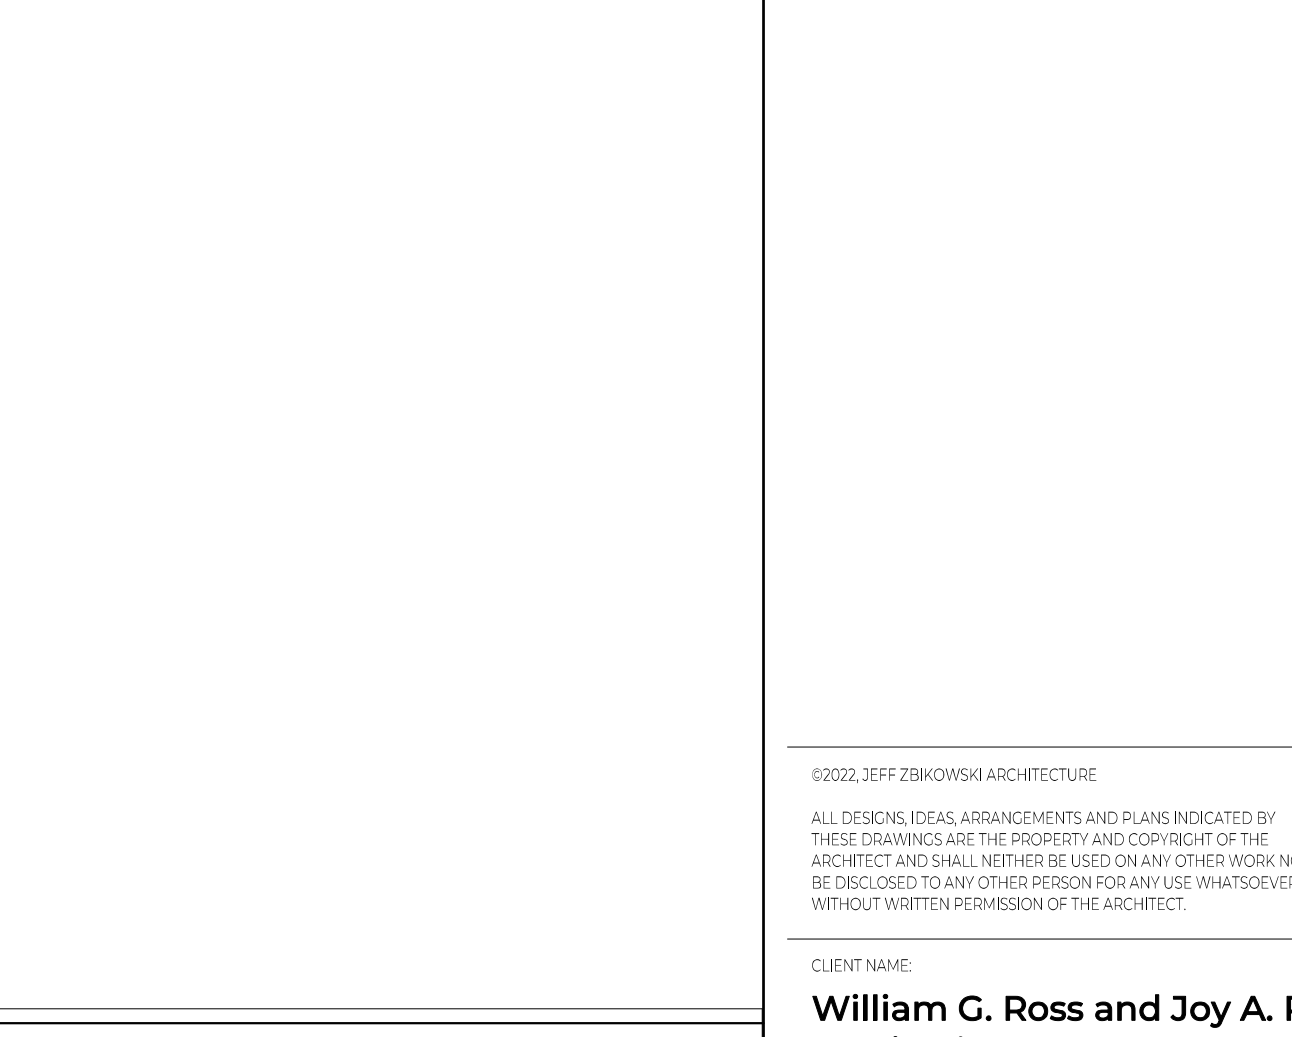 ©2022, JEFF ZBIKOWSKI ARCHITECTURE
ALL DESIGNS, IDEAS, ARRANGEMENTS AND PLANS INDICATED BY
THESE DRAWINGS ARE THE PROPERTY AND COPYRIGHT OF THE
ARCHITECT AND SHALL NEITHER BE USED ON ANY OTHER WORK
BE DISCLOSED TO ANY OTHER PERSON FOR ANY USE WHATSOEVER
WITHOUT WRITTEN PERMISSION OF THE ARCHITECT.
CLIENT NAME:
William G. Ross and Joy A.